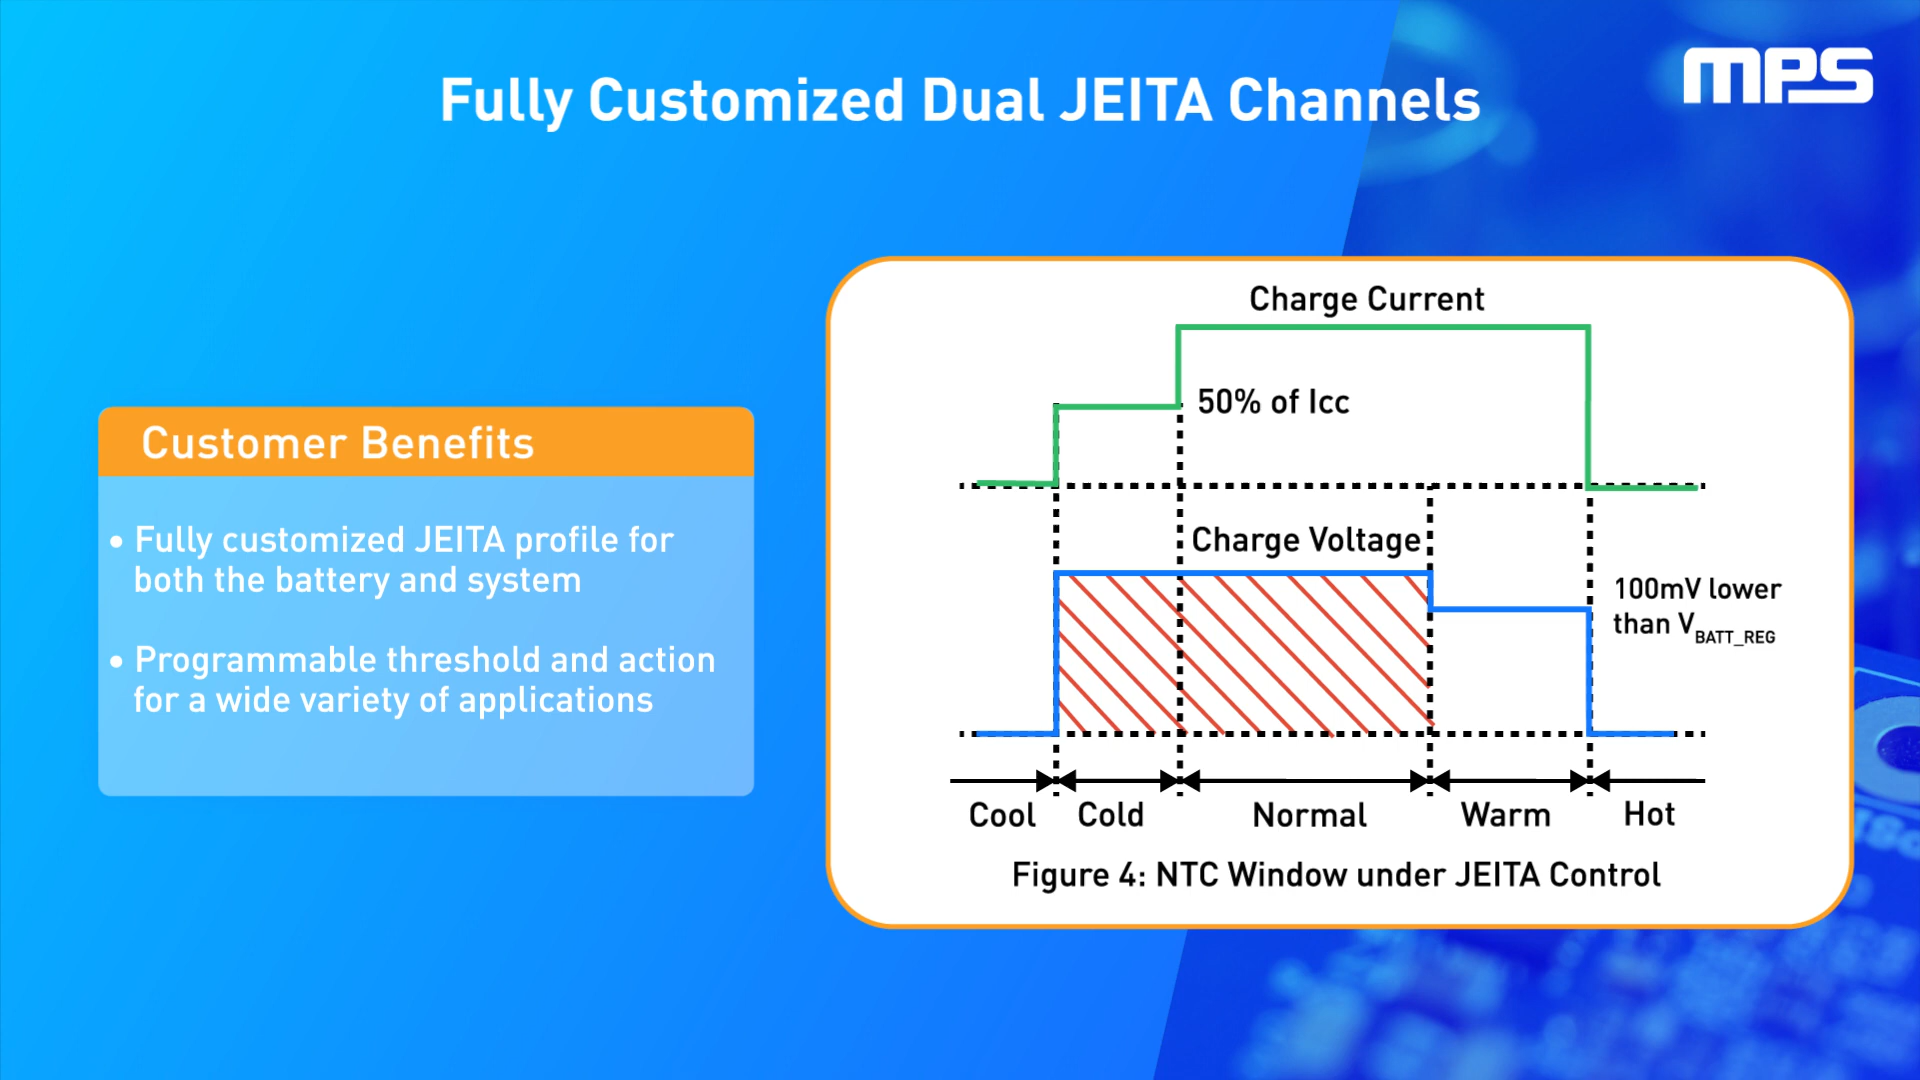 Fully Customized Dual JEITA Channels
MPS
Customer Benefits
• Fully customized JEITA profile for
both the battery and system
• Programmable threshold and action
for a wide variety of applications
Charge Current
50% of Icc
Charge Voltage
100mV lower
than VBATT_REG
Cool Cold Normal Warm Hot
Figure 4: NTC Window under JEITA Control